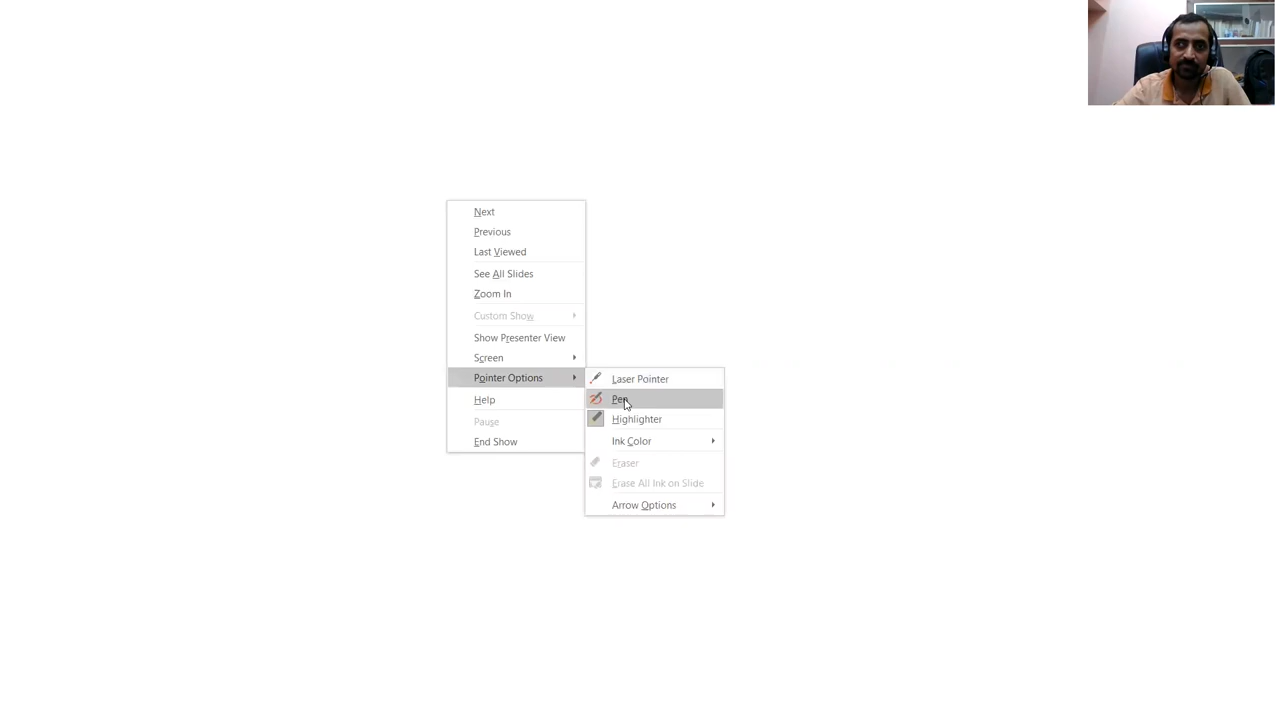 Next
Previous
Last Viewed
See All Slides
Zoom In
Custom Show
Show Presenter View
Screen
Pointer Options
Help
Pause
End Show
Laser Pointer
Pen
Highlighter
Ink Color
Eraser
Erase All Ink on Slide
Arrow Options